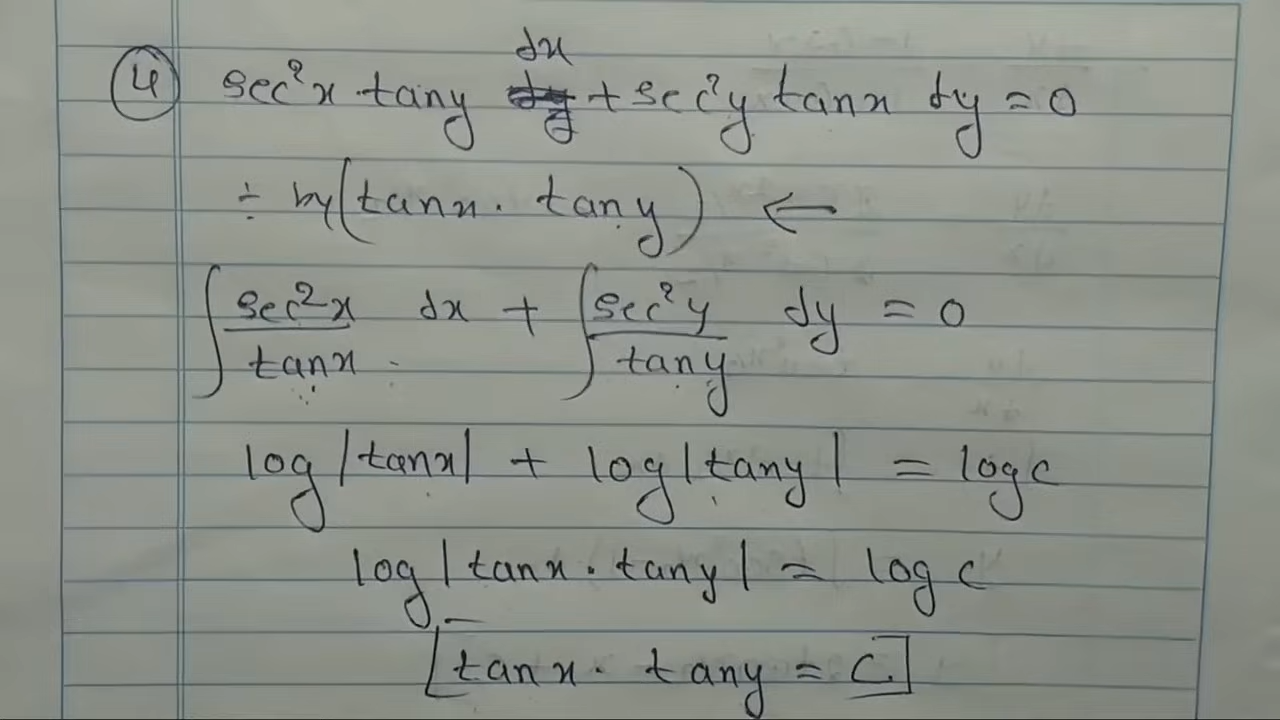 ④ sec²x tany dx + sec²y tanx dy = 0
÷ by (tanx . tany) ←
∫ sec²x/tanx dx + ∫ sec²y/tany dy = 0
log |tanx| + log |tany| = logc
log |tanx . tany| = log c
[tanx . tany = c]